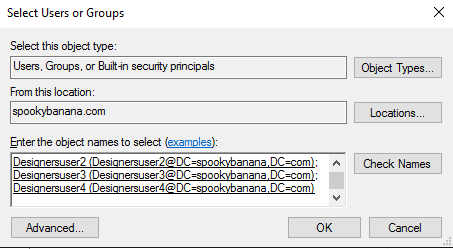 Select Users or Groups
Select this object type:
Users, Groups, or Built-in security principals
Object Types...
From this location:
spookybanana.com
Locations...
Enter the object names to select (examples):
Designersuser2 (Designersuser2@DC=spookybanana,DC=com);
Designersuser3 (Designersuser3@DC=spookybanana,DC=com);
Designersuser4 (Designersuser4@DC=spookybanana,DC=com)
Check Names
Advanced...
OK
Cancel